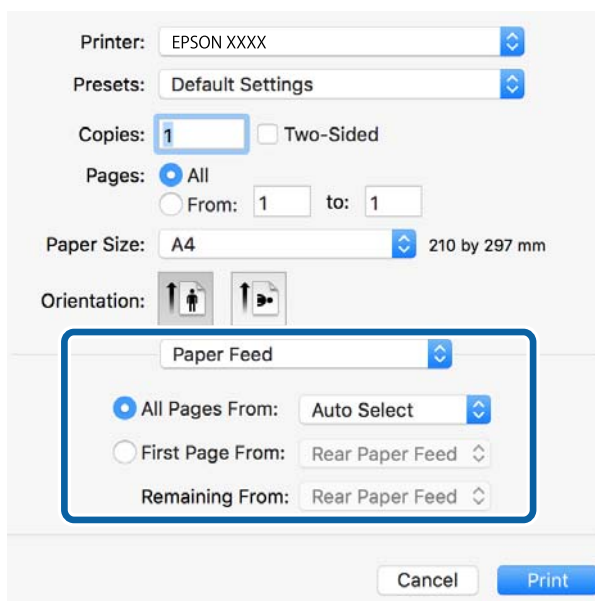 Printer: EPSON XXXX
Presets: Default Settings
Copies: 1 Two-Sided
Pages: All
From: 1 to: 1
Paper Size: A4 210 by 297 mm
Orientation:
Paper Feed
All Pages From: Auto Select
First Page From: Rear Paper Feed
Remaining From: Rear Paper Feed
Cancel Print